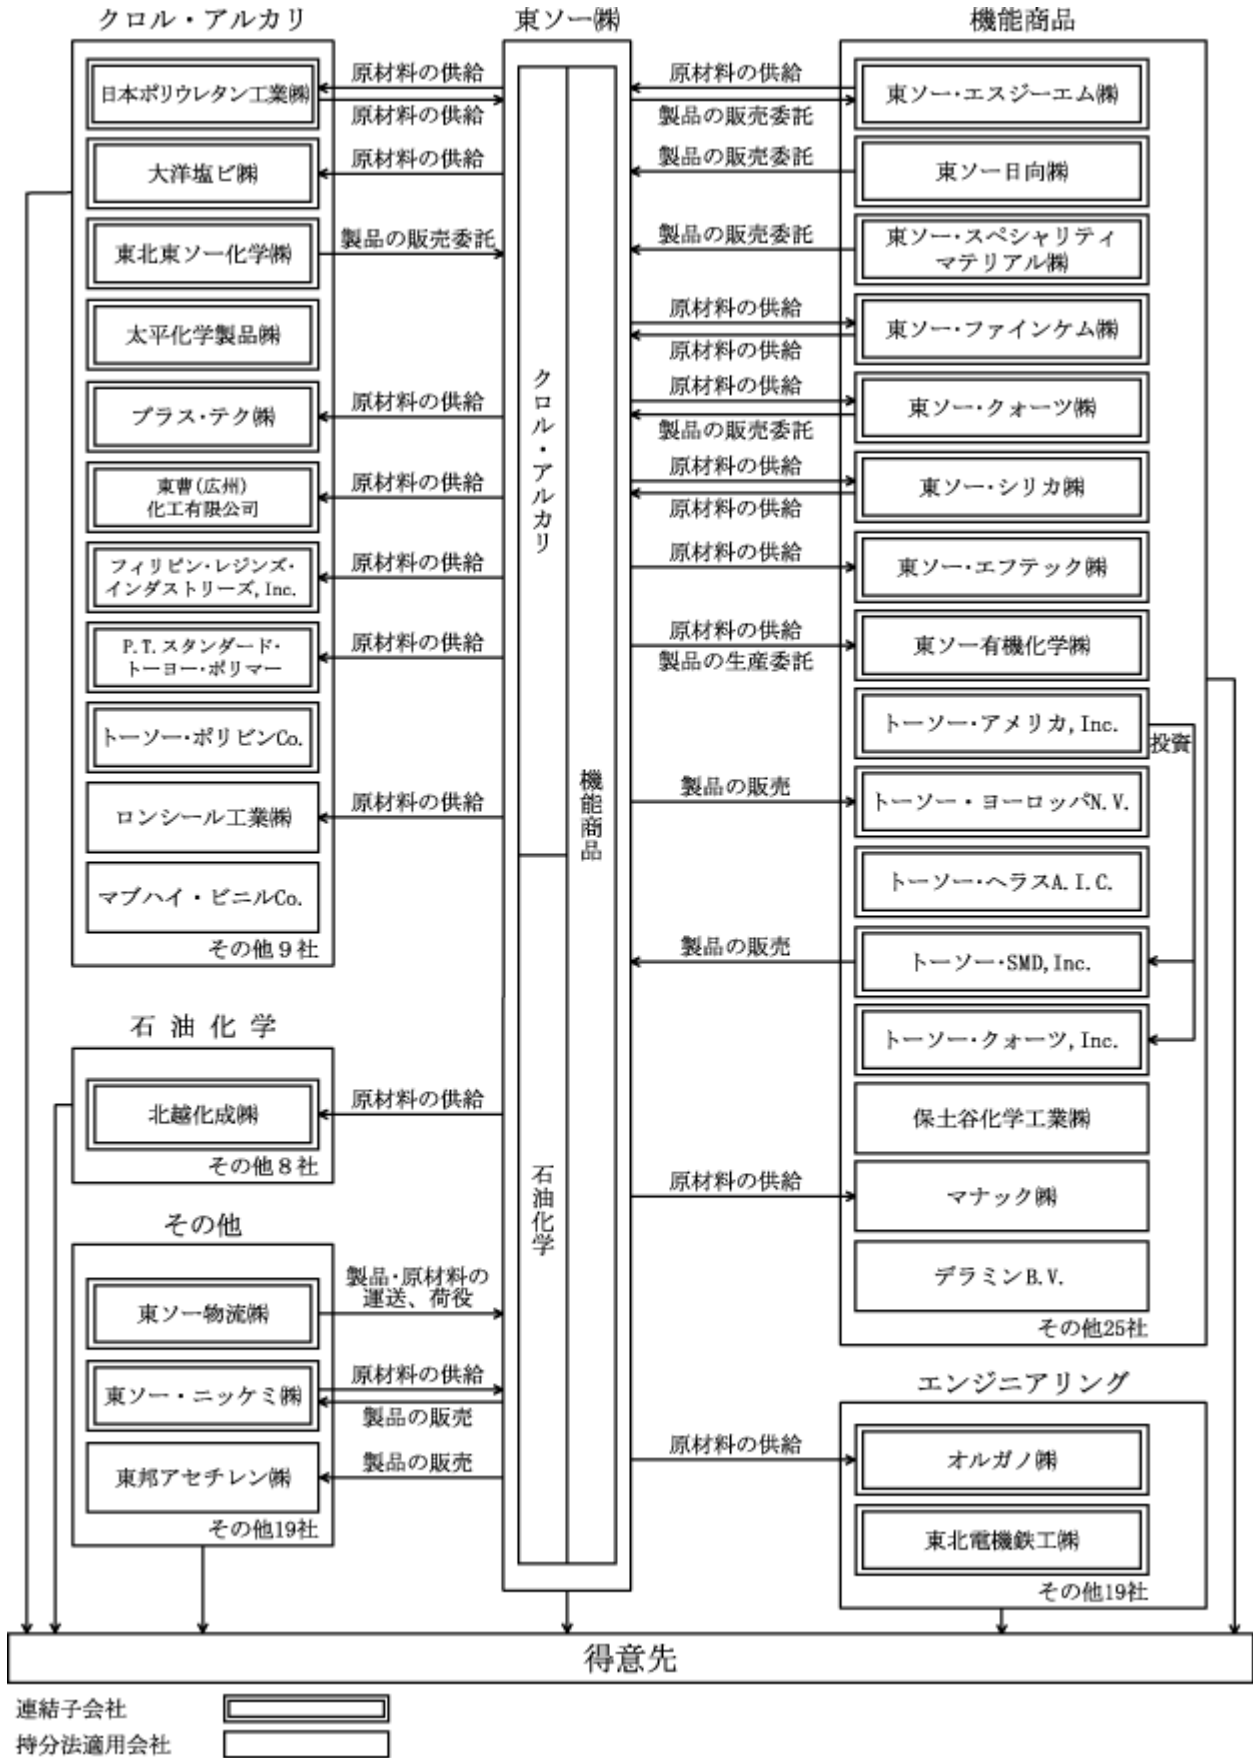 クロル・アルカリ
日本ポリウレタン工業㈱
大洋塩ビ㈱
東北東ソー化学㈱
太平化学製品㈱
プラス・テク㈱
東曹(広州)
化工有限公司
フィリピン・レジンズ・
インダストリーズ,Inc.
P.T.スタンダード・
トーヨー・ポリマー
トーソー・ポリビンCo.
ロンシール工業㈱
マブハイ・ビニルCo.
その他9社
石油化学
北越化成㈱
その他8社
その他
東ソー物流㈱
東ソー・ニッケミ㈱
東邦アセチレン㈱
その他19社
原材料の供給
原材料の供給
原材料の供給
製品の販売委託
原材料の供給
原材料の供給
原材料の供給
原材料の供給
原材料の供給
原材料の供給
製品・原材料の
運送、荷役
原材料の供給
製品の販売
製品の販売
東ソー㈱
クロル・アルカリ
石油化学
機能商品
原材料の供給
製品の販売委託
製品の販売委託
製品の販売委託
原材料の供給
原材料の供給
原材料の供給
製品の販売委託
原材料の供給
原材料の供給
原材料の供給
原材料の供給
製品の生産委託
製品の販売
製品の販売
原材料の供給
原材料の供給
機能商品
東ソー・エスジーエム㈱
東ソー日向㈱
東ソー・スペシャリティ
マテリアル㈱
東ソー・ファインケム㈱
東ソー・クォーツ㈱
東ソー・シリカ㈱
東ソー・エフテック㈱
東ソー有機化学㈱
トーソー・アメリカ,Inc.
投資
トーソー・ヨーロッパN.V.
トーソー・ヘラスA.I.C.
トーソー・SMD,Inc.
トーソー・クォーツ,Inc.
保土谷化学工業㈱
マナック㈱
デラミンB.V.
その他25社
エンジニアリング
オルガノ㈱
東北電機鉄工㈱
その他19社
得意先
連結子会社
持分法適用会社